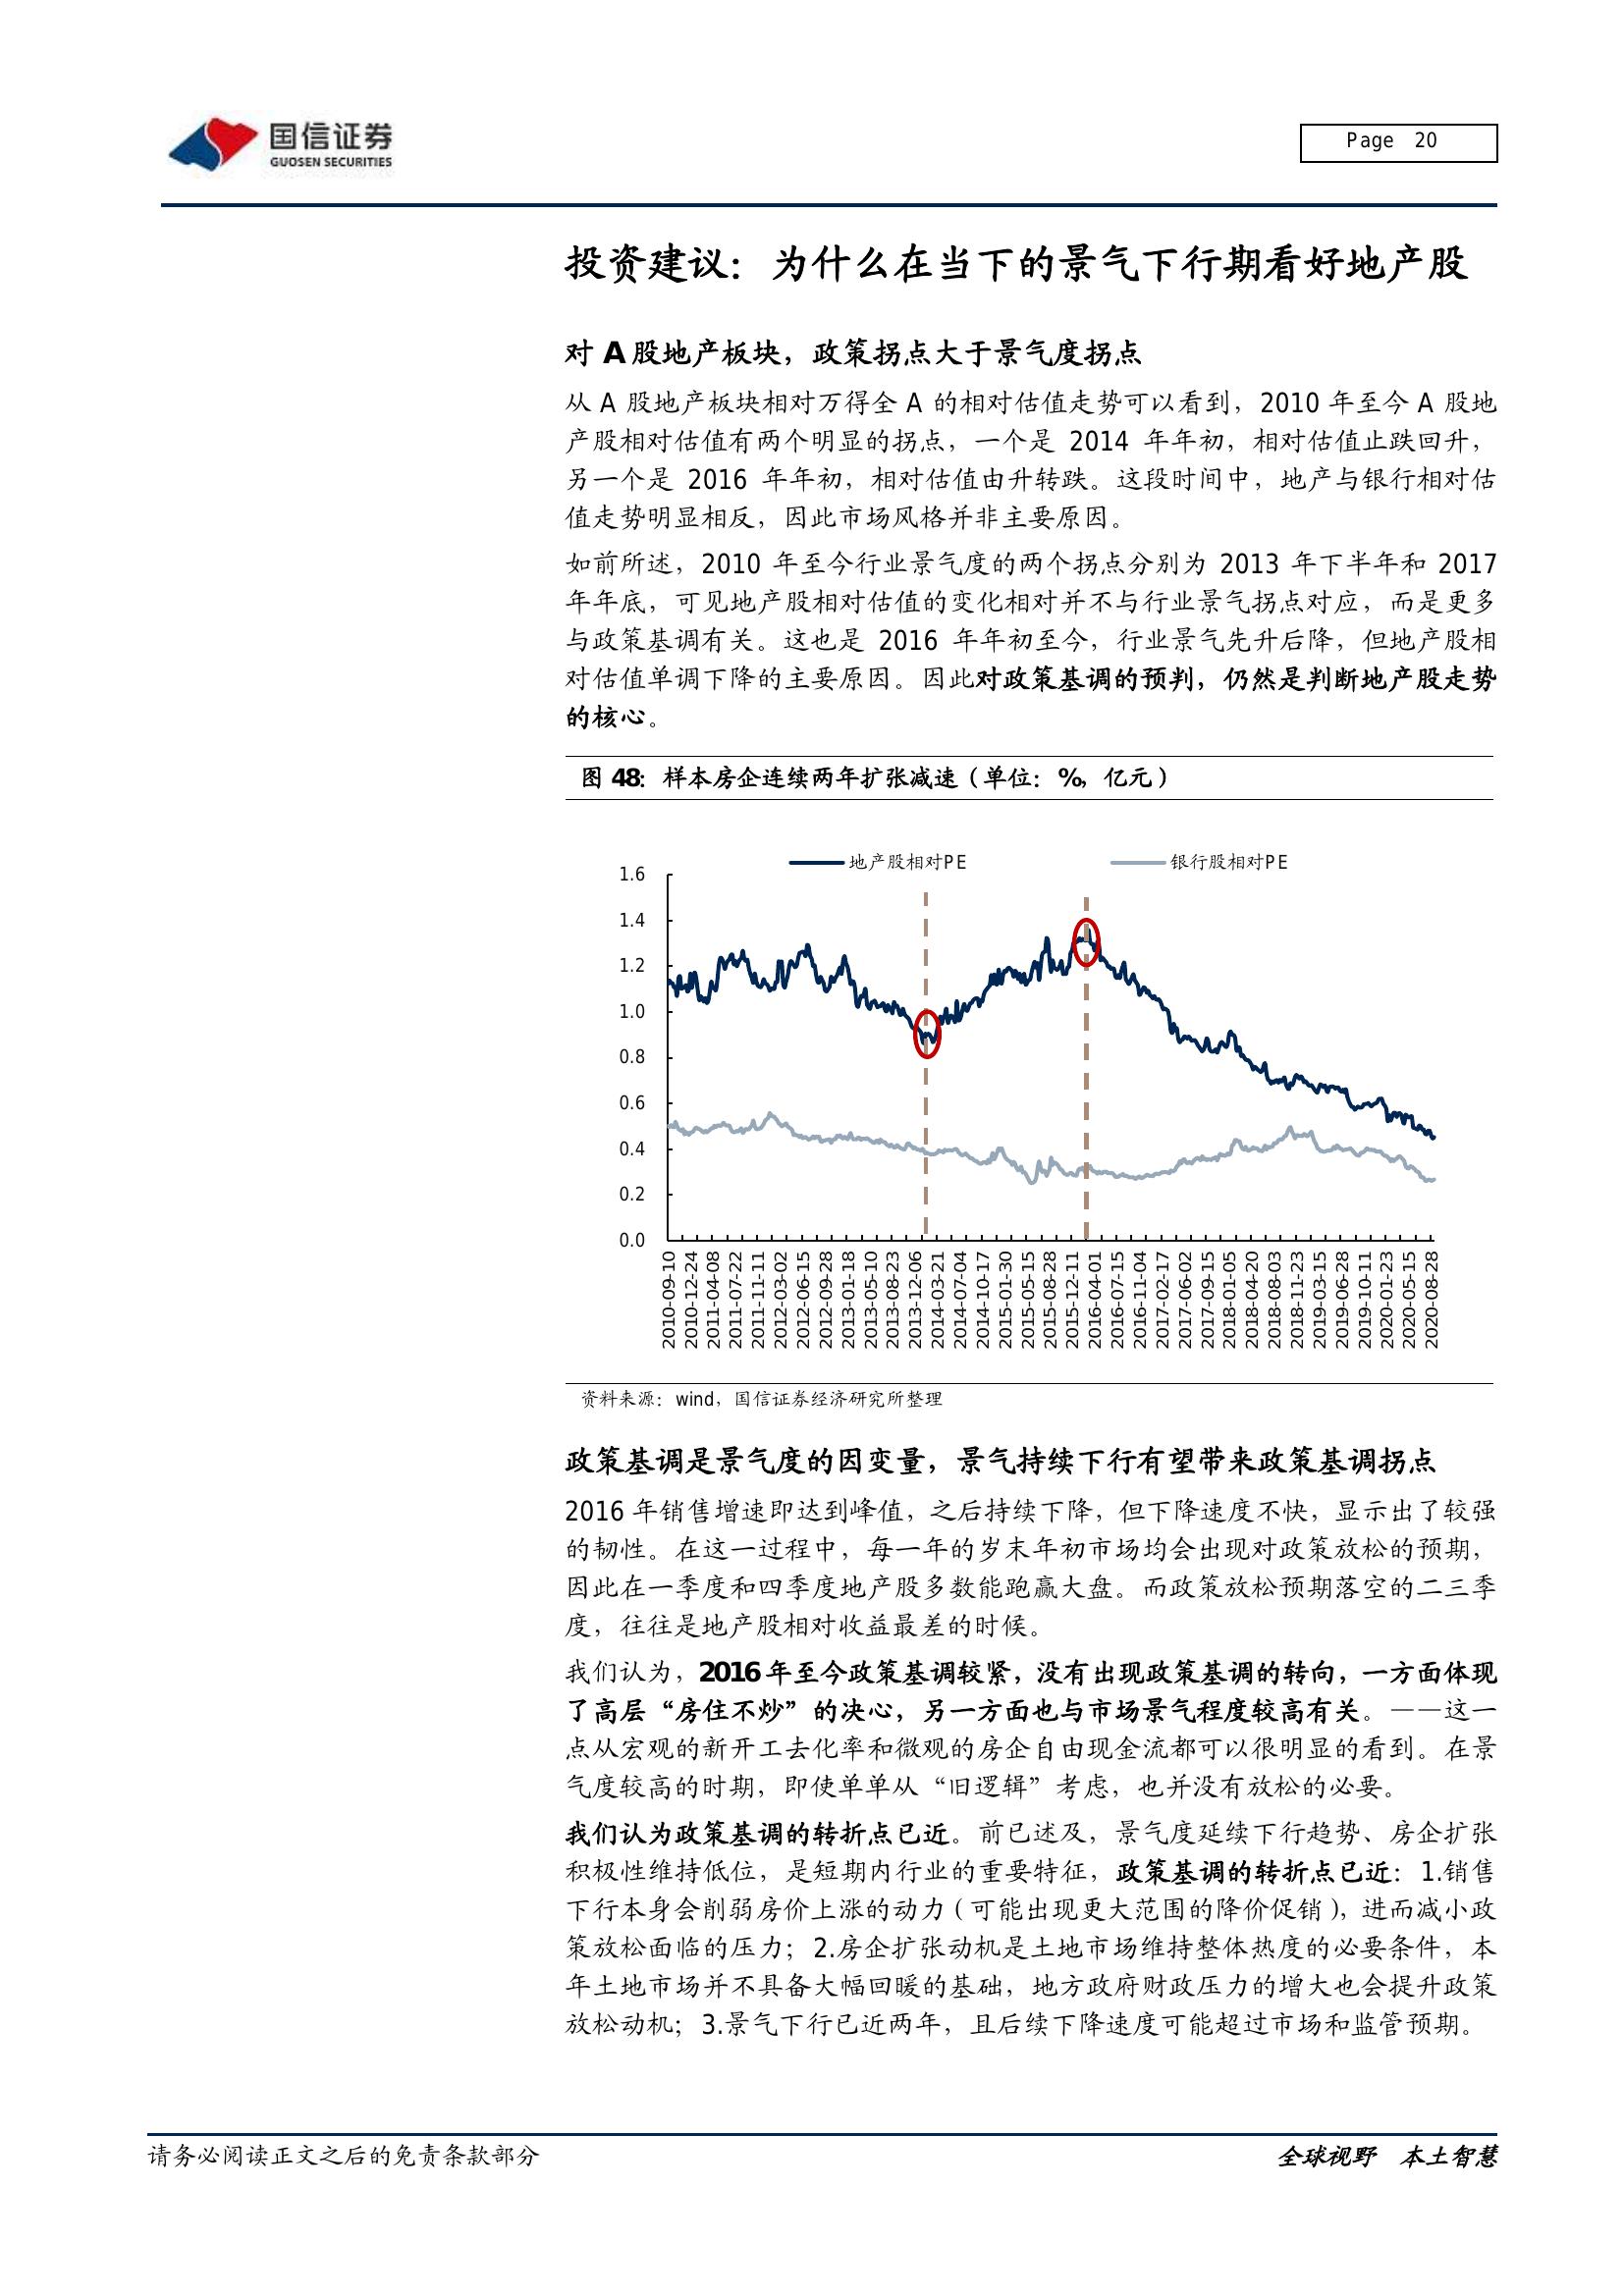 国信证券
GUOSEN SECURITIES
Page 20
投资建议：为什么在当下的景气下行期看好地产股
对 A 股地产板块，政策拐点大于景气度拐点
从 A 股地产板块相对万得全 A 的相对估值走势可以看到，2010 年至今 A 股地
产股相对估值有两个明显的拐点，一个是 2014 年年初，相对估值止跌回升，
另一个是 2016 年年初，相对估值由升转跌。这段时间中，地产与银行相对估
值走势明显相反，因此市场风格并非主要原因。
如前所述，2010 年至今行业景气度的两个拐点分别为 2013 年下半年和 2017
年年底，可见地产股相对估值的变化相对并不与行业景气拐点对应，而是更多
与政策基调有关。这也是 2016 年年初至今，行业景气先升后降，但地产股相
对估值单调下降的主要原因。因此对政策基调的预判，仍然是判断地产股走势
的核心。
图 48：样本房企连续两年扩张减速（单位：%，亿元）
地产股相对PE 银行股相对PE
1.6
1.4
1.2
1.0
0.8
0.6
0.4
0.2
0.0
2010-09-10
2010-12-24
2011-04-08
2011-07-22
2011-11-11
2012-03-02
2012-06-15
2012-09-28
2013-01-18
2013-05-10
2013-08-23
2013-12-06
2014-03-21
2014-07-04
2014-10-17
2015-01-30
2015-05-15
2015-08-28
2015-12-11
2016-04-01
2016-07-15
2016-11-04
2017-02-17
2017-06-02
2017-09-15
2018-01-05
2018-04-20
2018-08-03
2018-11-23
2019-03-15
2019-06-28
2019-10-11
2020-01-23
2020-05-15
2020-08-28
资料来源：wind，国信证券经济研究所整理
政策基调是景气度的因变量，景气持续下行有望带来政策基调拐点
2016 年销售增速即达到峰值，之后持续下降，但下降速度不快，显示出了较强
的韧性。在这一过程中，每一年的岁末年初市场均会出现对政策放松的预期，
因此在一季度和四季度地产股多数能跑赢大盘。而政策放松预期落空的二三季
度，往往是地产股相对收益最差的时候。
我们认为，2016 年至今政策基调较紧，没有出现政策基调的转向，一方面体现
了高层“房住不炒”的决心，另一方面也与市场景气程度较高有关。——这一
点从宏观的新开工去化率和微观的房企自由现金流都可以很明显的看到。在景
气度较高的时期，即使单单从“旧逻辑”考虑，也并没有放松的必要。
我们认为政策基调的转折点已近。前已述及，景气度延续下行趋势、房企扩张
积极性维持低位，是短期内行业的重要特征，政策基调的转折点已近：1.销售
下行本身会削弱房价上涨的动力（可能出现更大范围的降价促销），进而减小政
策放松面临的压力；2.房企扩张动机是土地市场维持整体热度的必要条件，本
年土地市场并不具备大幅回暖的基础，地方政府财政压力的增大也会提升政策
放松动机；3.景气下行已近两年，且后续下降速度可能超过市场和监管预期。
请务必阅读正文之后的免责条款部分
全球视野 本土智慧